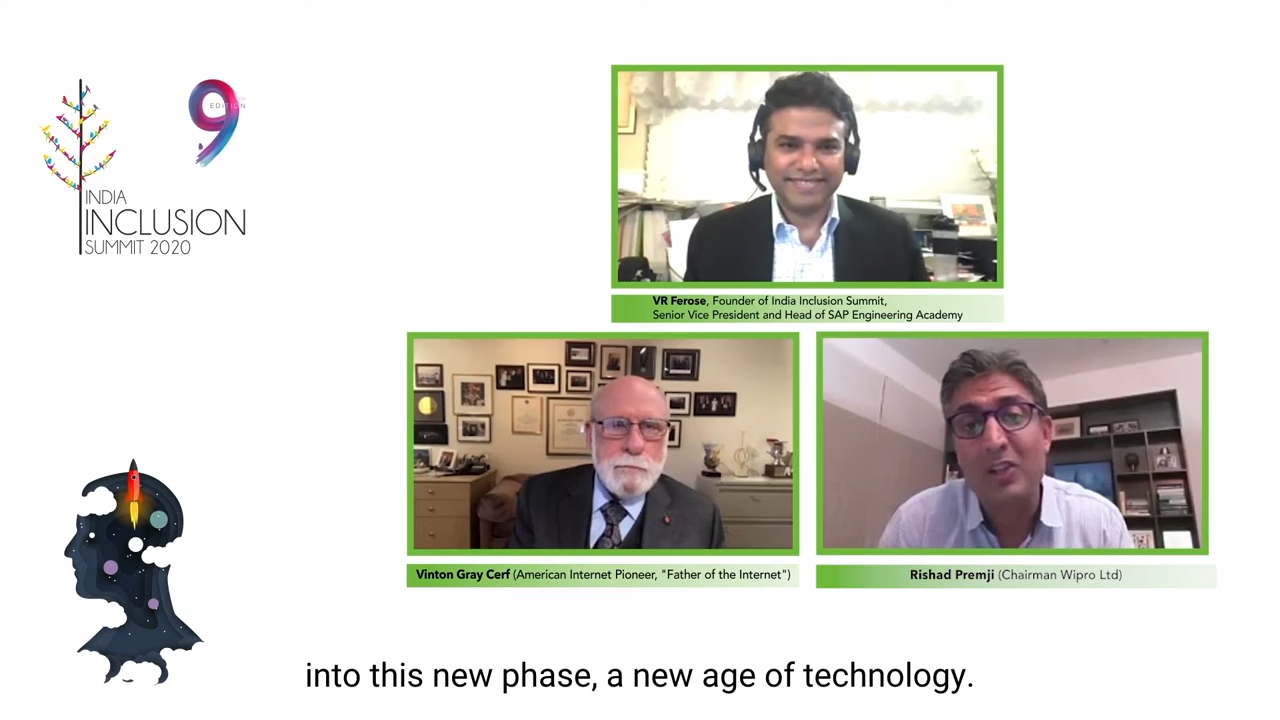 9
TH
EDITION
INDIA
INCLUSION
SUMMIT 2020
VR Ferose, Founder of India Inclusion Summit,
Senior Vice President and Head of SAP Engineering Academy
Vinton Gray Cerf (American Internet Pioneer, "Father of the Internet")
Rishad Premji (Chairman Wipro Ltd)
into this new phase, a new age of technology.